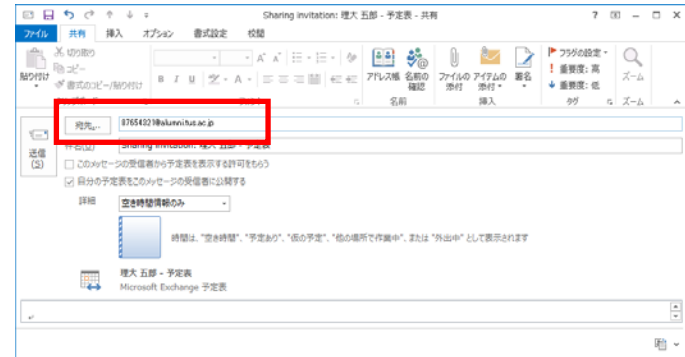 Sharing invitation: 理大 五郎 - 予定表 - 共有
ファイル 共有 挿入 オプション 書式設定 校閲
貼り付け
切り取り
コピー
書式のコピー/貼り付け
B I U
アドレス帳 名前の確認
ファイルの添付 アイテムの添付 署名
フラグの設定
重要度: 高
重要度: 低
ズーム
名前 挿入 タグ ズーム
送信(S)
宛先...
87654321@alumni.tus.ac.jp
Sharing invitation: 理大 五郎 - 予定表
このメッセージの受信者から予定表を表示する許可をもらう
自分の予定表をこのメッセージの受信者に公開する
詳細 空き時間情報のみ
時間は、"空き時間"、"予定あり"、"仮の予定"、"他の場所で作業中"、または "外出中" として表示されます
理大 五郎 - 予定表
Microsoft Exchange 予定表